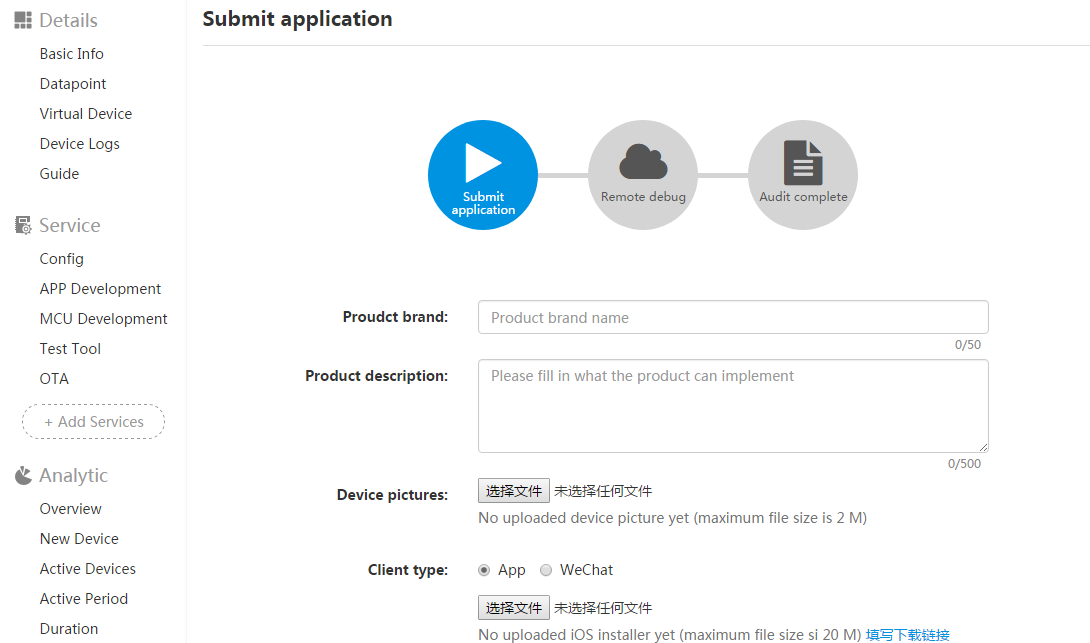 Details
Basic Info
Datapoint
Virtual Device
Device Logs
Guide
Service
Config
APP Development
MCU Development
Test Tool
OTA
+ Add Services
Analytic
Overview
New Device
Active Devices
Active Period
Duration
Submit application
Submit
application
Remote debug
Audit complete
Proudct brand:
Product brand name
0/50
Product description:
Please fill in what the product can implement
0/500
Device pictures:
选择文件 未选择任何文件
No uploaded device picture yet (maximum file size is 2 M)
Client type:
App WeChat
选择文件 未选择任何文件
No uploaded iOS installer yet (maximum file size si 20 M) 填写下载链接